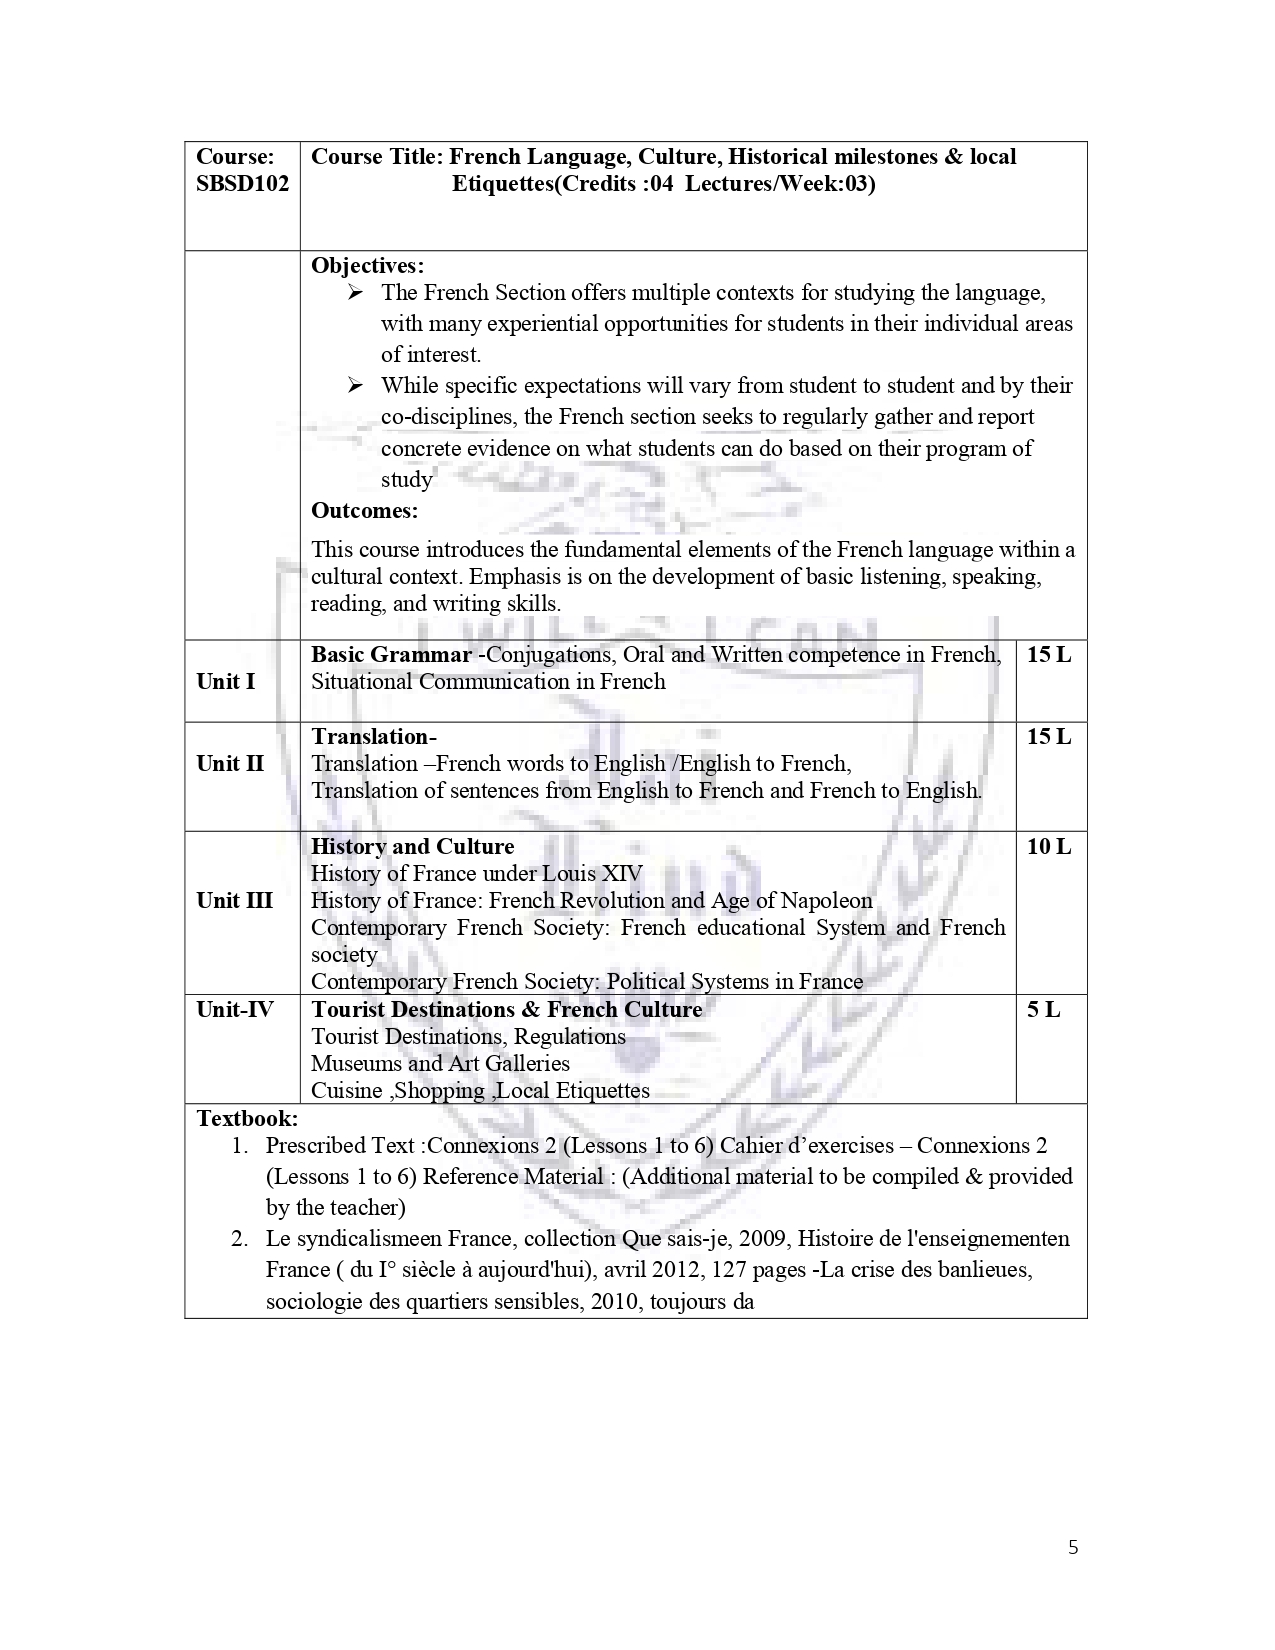 Course: SBSD102
Course Title: French Language, Culture, Historical milestones & local
Etiquettes(Credits :04 Lectures/Week:03)
Objectives:
➢ The French Section offers multiple contexts for studying the language,
with many experiential opportunities for students in their individual areas
of interest.
➢ While specific expectations will vary from student to student and by their
co-disciplines, the French section seeks to regularly gather and report
concrete evidence on what students can do based on their program of
study
Outcomes:
This course introduces the fundamental elements of the French language within a
cultural context. Emphasis is on the development of basic listening, speaking,
reading, and writing skills.
I WILL I CAN
Unit I
Basic Grammar -Conjugations, Oral and Written competence in French,
Situational Communication in French
15 L
Jai
Hind
Unit II
Translation-
Translation –French words to English /English to French,
Translation of sentences from English to French and French to English.
15 L
Unit III
History and Culture
History of France under Louis XIV
History of France: French Revolution and Age of Napoleon
Contemporary French Society: French educational System and French
society
Contemporary French Society: Political Systems in France
10 L
Unit-IV
Tourist Destinations & French Culture
Tourist Destinations, Regulations
Museums and Art Galleries
Cuisine ,Shopping ,Local Etiquettes
5 L
Textbook:
1. Prescribed Text :Connexions 2 (Lessons 1 to 6) Cahier d’exercises – Connexions 2
(Lessons 1 to 6) Reference Material : (Additional material to be compiled & provided
by the teacher)
2. Le syndicalismeen France, collection Que sais-je, 2009, Histoire de l'enseignementen
France ( du I° siècle à aujourd'hui), avril 2012, 127 pages -La crise des banlieues,
sociologie des quartiers sensibles, 2010, toujours da
5